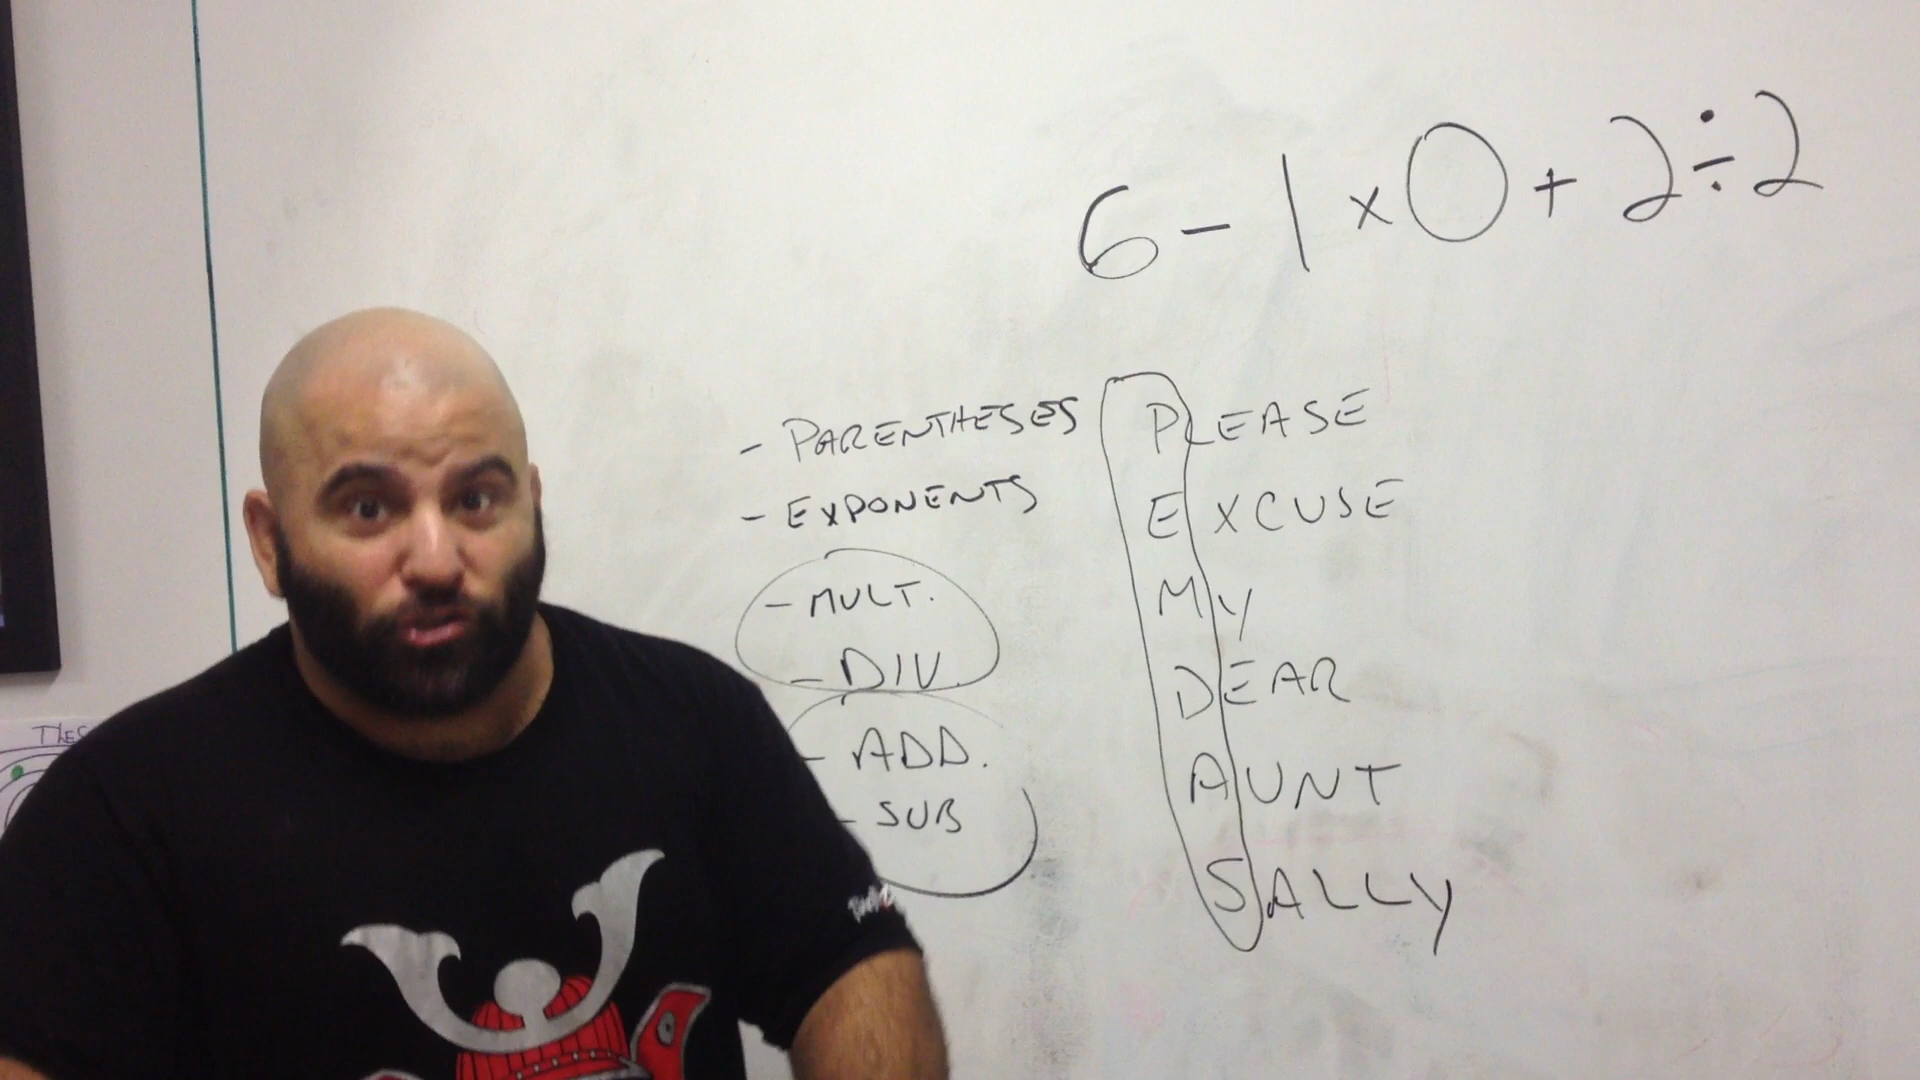 6 - 1 x 0 + 2 ÷ 2
- PARENTHESES
- EXPONENTS
- MULT.
- DIV.
- ADD.
- SUB
PLEASE
EXCUSE
MY
DEAR
AUNT
SALLY